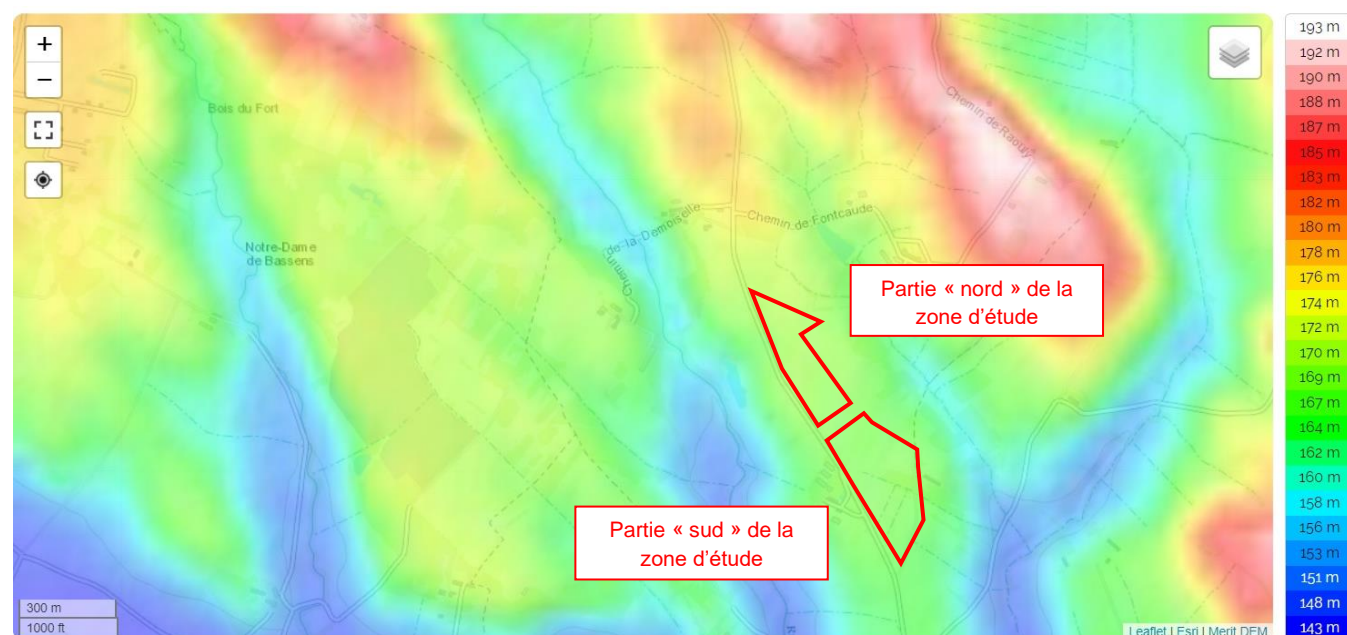 +
−
Bois du Fort
Notre-Dame
de Bassens
Chemin de-la-Demoiselle
Chemin de Fontcaude
Chemin-de-Raouzy
Partie « nord » de la
zone d'étude
Partie « sud » de la
zone d'étude
300 m
1000 ft
Leaflet | Esri | Merit DEM
193 m
192 m
190 m
188 m
187 m
185 m
183 m
182 m
180 m
178 m
176 m
174 m
172 m
170 m
169 m
167 m
164 m
162 m
160 m
158 m
156 m
153 m
151 m
148 m
143 m